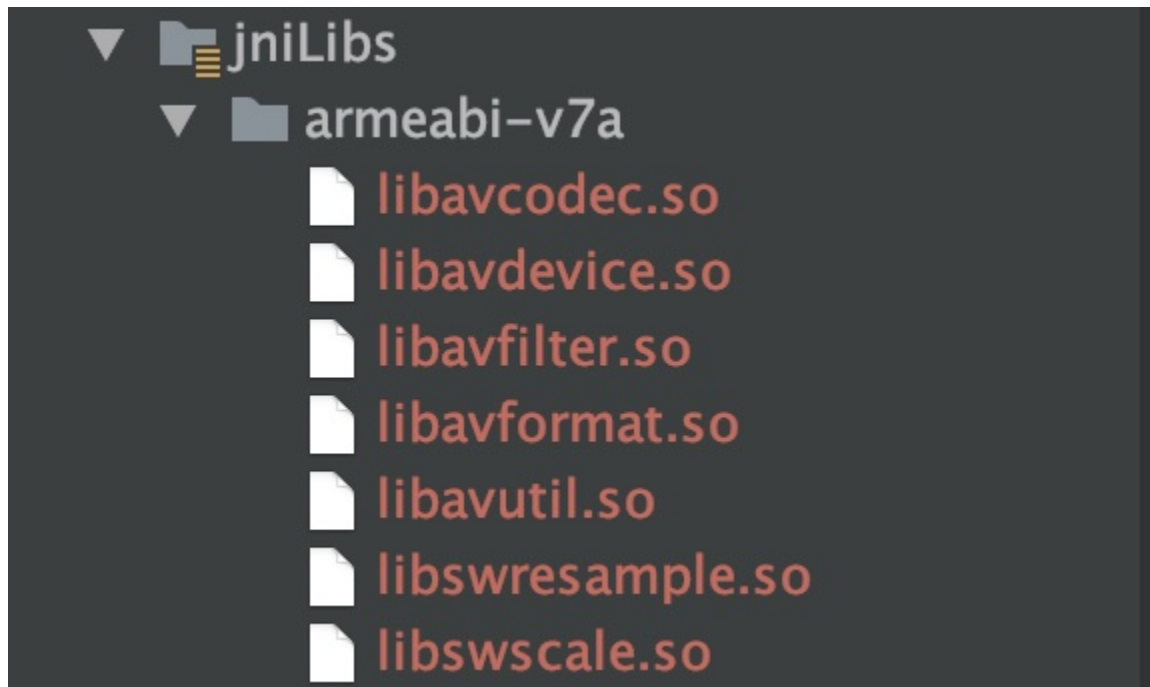 jniLibs
armeabi-v7a
libavcodec.so
libavdevice.so
libavfilter.so
libavformat.so
libavutil.so
libswresample.so
libswscale.so